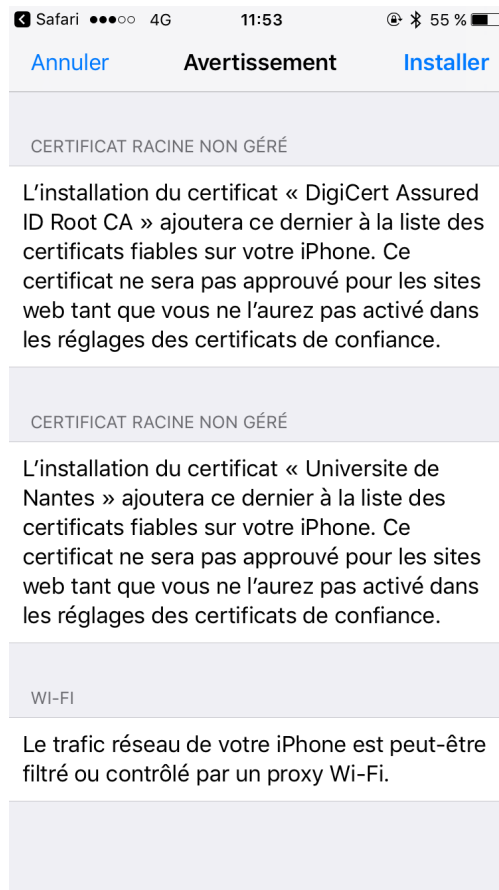 Safari 4G 11:53 55 %
Annuler Avertissement Installer
CERTIFICAT RACINE NON GÉRÉ
L’installation du certificat « DigiCert Assured
ID Root CA » ajoutera ce dernier à la liste des
certificats fiables sur votre iPhone. Ce
certificat ne sera pas approuvé pour les sites
web tant que vous ne l’aurez pas activé dans
les réglages des certificats de confiance.
CERTIFICAT RACINE NON GÉRÉ
L’installation du certificat « Universite de
Nantes » ajoutera ce dernier à la liste des
certificats fiables sur votre iPhone. Ce
certificat ne sera pas approuvé pour les sites
web tant que vous ne l’aurez pas activé dans
les réglages des certificats de confiance.
WI-FI
Le trafic réseau de votre iPhone est peut-être
filtré ou contrôlé par un proxy Wi-Fi.